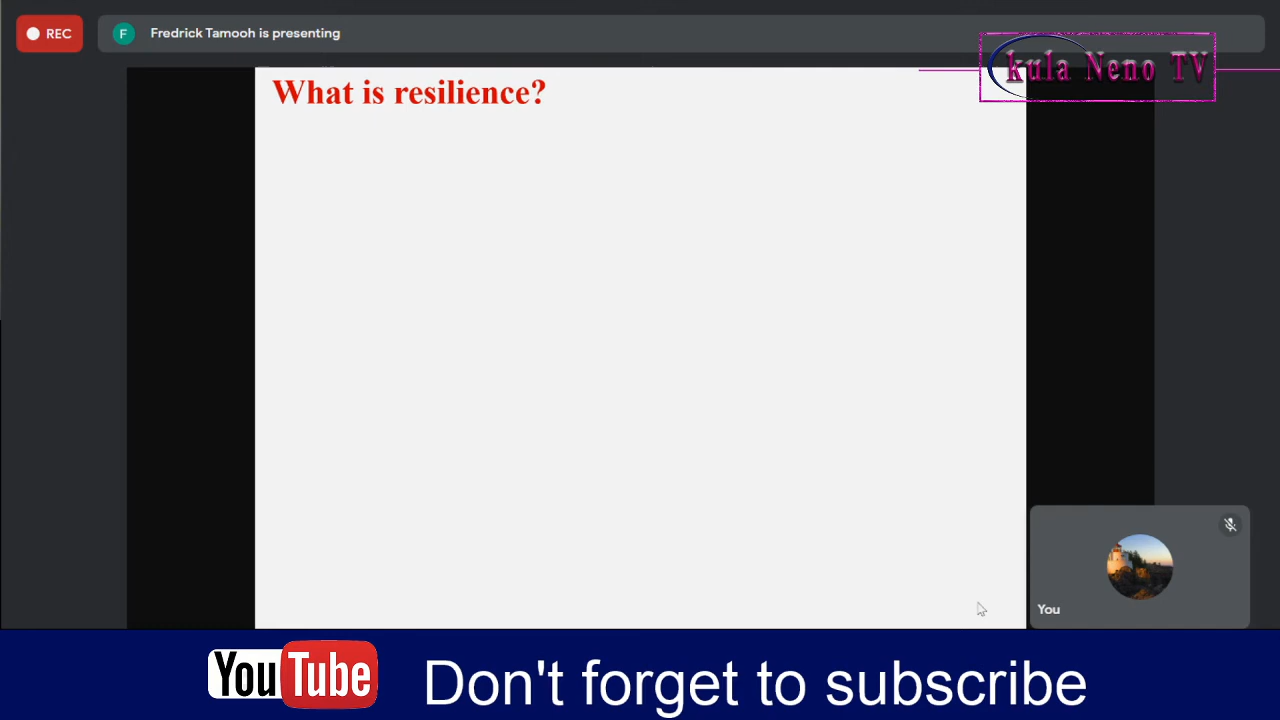 REC
F
Fredrick Tamooh is presenting
kula Neno TV
What is resilience?
You
YouTube
Don't forget to subscribe